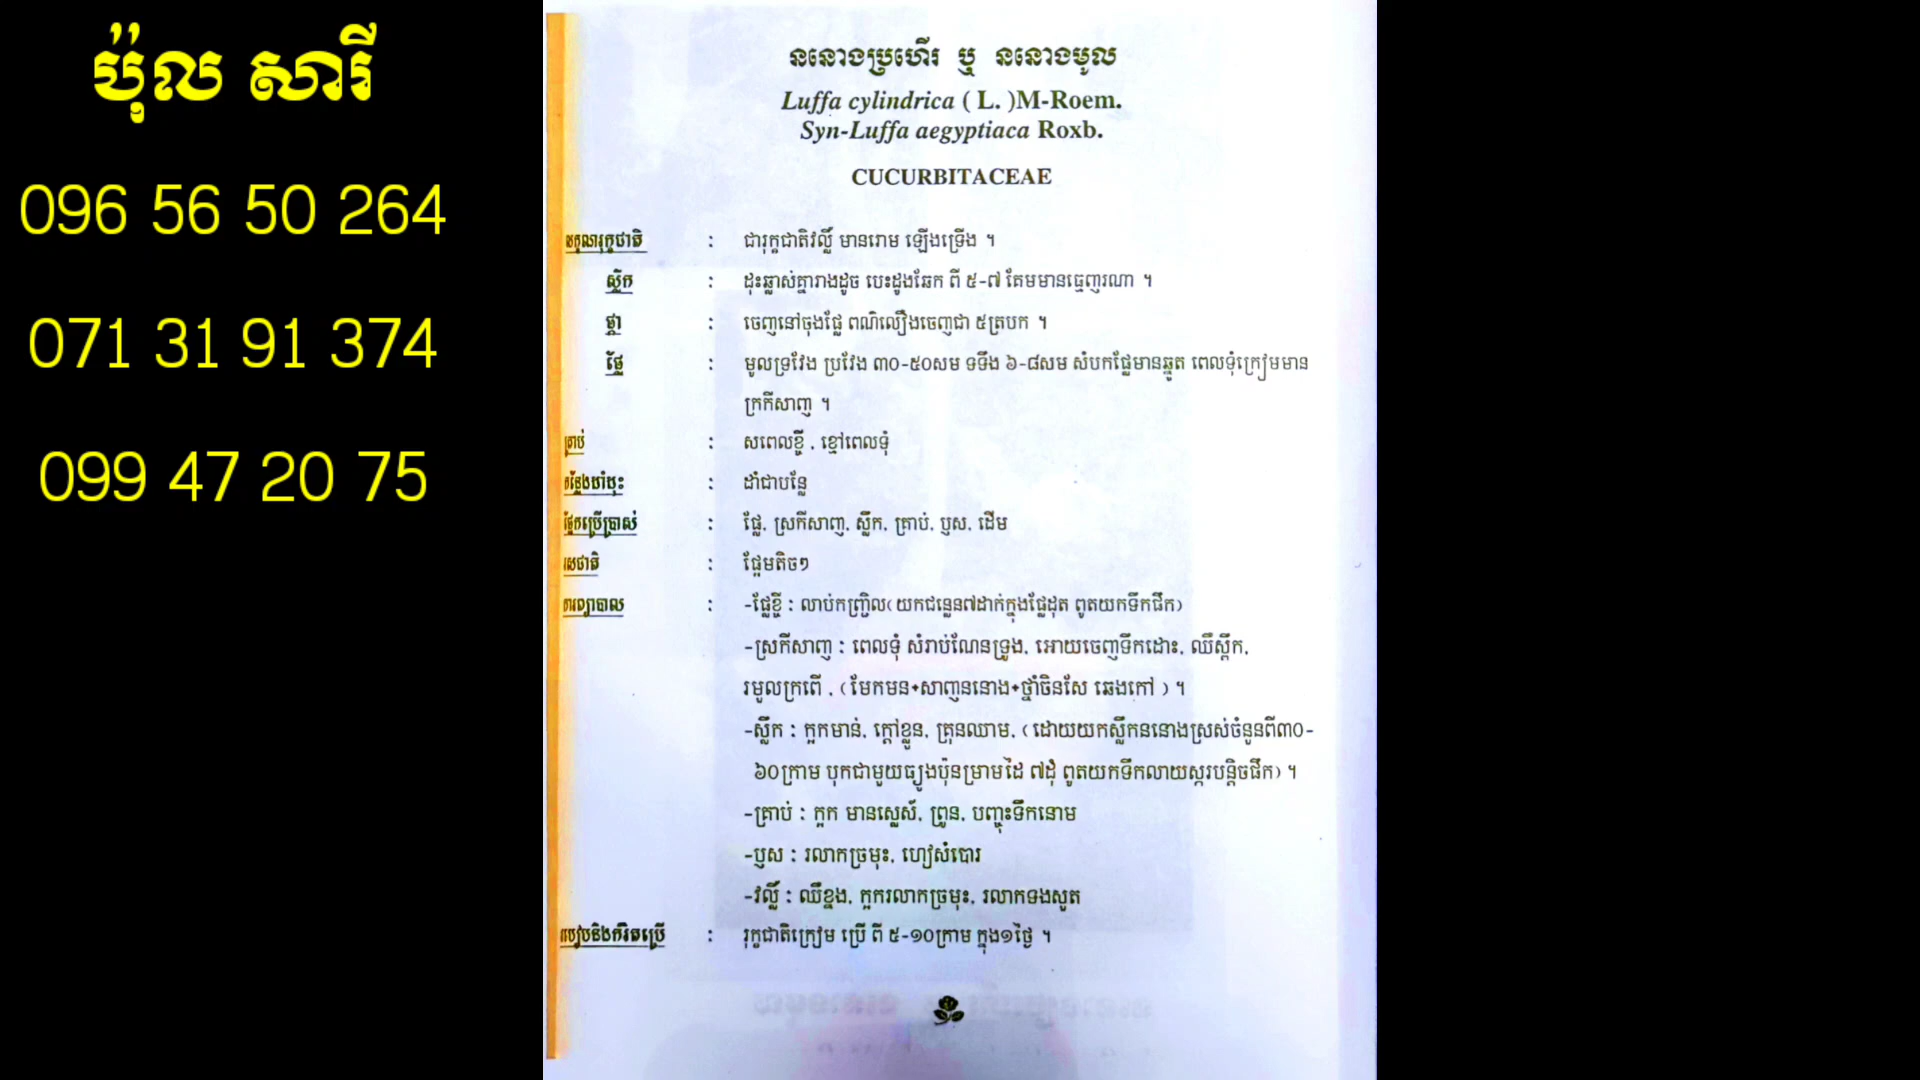 ប៉ុល សារី
096 56 50 264
071 31 91 374
099 47 20 75
ននោងប្រហើរ ឬ ននោងមូល
Luffa cylindrica ( L. )M-Roem.
Syn-Luffa aegyptiaca Roxb.
CUCURBITACEAE
: ជារុក្ខជាតិវល្លិ៍ មានរោម ឡើងទ្រើង ។
ស្លឹក : ដុះឆ្លាស់គ្នារាងដូច បេះដូងឆែក ពី ៥-៧ គែមមានធ្មេញរណា ។
ផ្កា : ចេញនៅចុងផ្លែ ពណ៌លឿងចេញជា ៥ត្របក ។
ផ្លែ : មូលទ្រវែង ប្រវែង ៣០-៥០សម ទទឹង ៦-៨សម សំបកផ្លែមានឆ្នូត ពេលទុំក្រៀមមាន
ក្រកីសាញ ។
គ្រាប់ : សពេលខ្ចី , ខ្មៅពេលទុំ
កន្លែងដាំដុះ : ដាំជាបន្លែ
ផ្នែកប្រើប្រាស់ : ផ្លែ, ស្រកីសាញ, ស្លឹក, គ្រាប់, ឫស, ដើម
រសជាតិ : ផ្អែមតិចៗ
ការព្យាបាល : -ផ្លែខ្ចី : លាប់កញ្ជ្រិល(យកជន្លេន៧ដាក់ក្នុងផ្លែដុត ពូតយកទឹកផឹក)
-ស្រកីសាញ : ពេលទុំ សំរាប់ណែនទ្រូង, អោយចេញទឹកដោះ, ឈឺស្តឹក,
រមួលក្រពើ , ( មែកមន+សាញននោង+ថ្នាំចិនសែ ឆេងកៅ ) ។
-ស្លឹក : ក្អកមាន់, ក្តៅខ្លួន, គ្រុនឈាម, ( ដោយយកស្លឹកននោងស្រស់ចំនួនពី៣០-
៦០ក្រាម បុកជាមួយធ្យូងប៉ុនម្រាមដៃ ៧ដុំ ពូតយកទឹកលាយស្ករបន្តិចផឹក) ។
-គ្រាប់ : ក្អក មានស្លេស៍, ព្រូន, បញ្ចុះទឹកនោម
-ឫស : រលាកច្រមុះ, ហៀសំបោរ
-វល្លិ៍ : ឈឺខ្នង, ក្អករលាកច្រមុះ, រលាកទងសួត
របៀបនិងកំរិតប្រើ : រុក្ខជាតិក្រៀម ប្រើ ពី ៥-១០ក្រាម ក្នុង១ថ្ងៃ ។